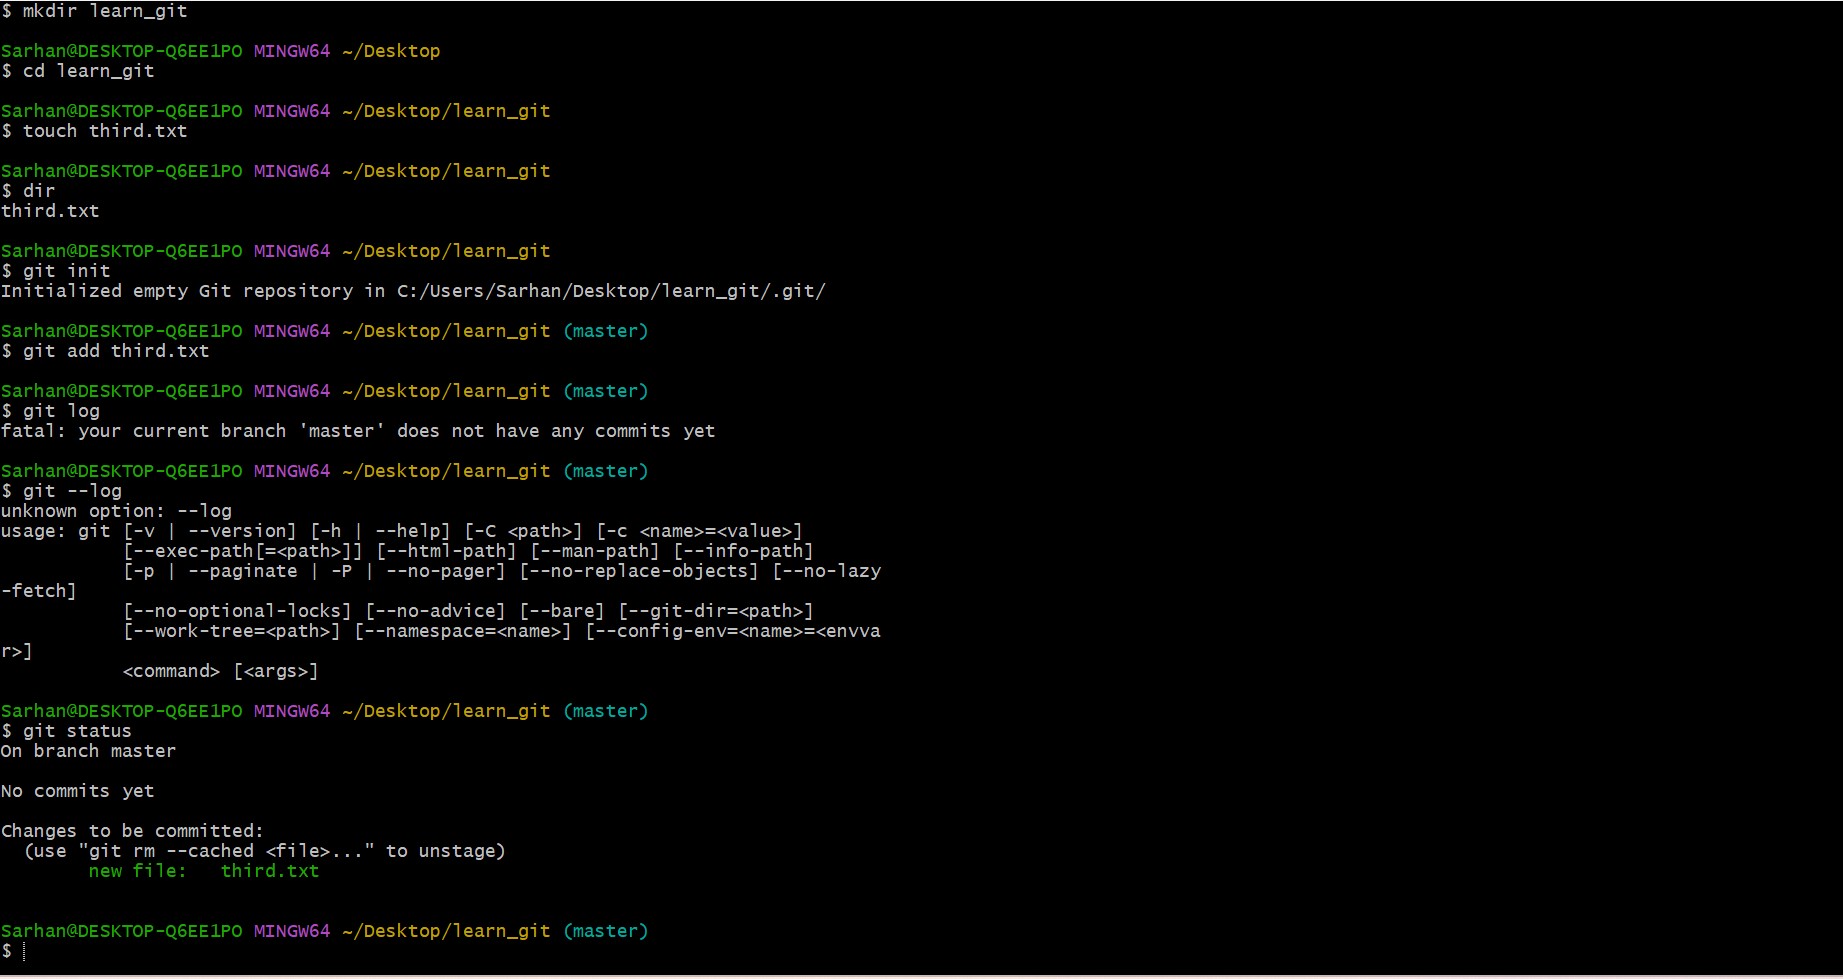 $ mkdir learn_git
Sarhan@DESKTOP-Q6EE1PO MINGW64 ~/Desktop
$ cd learn_git
Sarhan@DESKTOP-Q6EE1PO MINGW64 ~/Desktop/learn_git
$ touch third.txt
Sarhan@DESKTOP-Q6EE1PO MINGW64 ~/Desktop/learn_git
$ dir
third.txt
Sarhan@DESKTOP-Q6EE1PO MINGW64 ~/Desktop/learn_git
$ git init
Initialized empty Git repository in C:/Users/Sarhan/Desktop/learn_git/.git/
Sarhan@DESKTOP-Q6EE1PO MINGW64 ~/Desktop/learn_git (master)
$ git add third.txt
Sarhan@DESKTOP-Q6EE1PO MINGW64 ~/Desktop/learn_git (master)
$ git log
fatal: your current branch 'master' does not have any commits yet
Sarhan@DESKTOP-Q6EE1PO MINGW64 ~/Desktop/learn_git (master)
$ git --log
unknown option: --log
usage: git [-v | --version] [-h | --help] [-C <path>] [-c <name>=<value>]
[--exec-path[=<path>]] [--html-path] [--man-path] [--info-path]
[-p | --paginate | -P | --no-pager] [--no-replace-objects] [--no-lazy
-fetch]
[--no-optional-locks] [--no-advice] [--bare] [--git-dir=<path>]
[--work-tree=<path>] [--namespace=<name>] [--config-env=<name>=<envva
r>]
<command> [<args>]
Sarhan@DESKTOP-Q6EE1PO MINGW64 ~/Desktop/learn_git (master)
$ git status
On branch master
No commits yet
Changes to be committed:
(use "git rm --cached <file>..." to unstage)
new file:   third.txt
Sarhan@DESKTOP-Q6EE1PO MINGW64 ~/Desktop/learn_git (master)
$